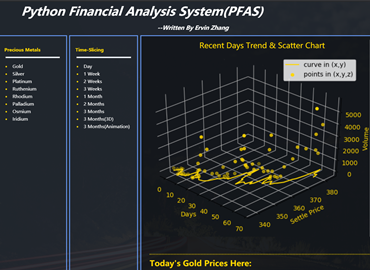 Python Financial Analysis System(PFAS)
--Written By Ervin Zhang
Precious Metals
Gold
Silver
Platinum
Ruthenium
Rhodium
Palladium
Osmium
Iridium
Time-Slicing
Day
1 Week
2 Weeks
3 Weeks
1 Month
2 Months
3 Months
3 Months(3D)
3 Months(Animation)
Recent Days Trend & Scatter Chart
curve in (x,y)
points in (x,y,z)
5000
4000
3000
2000
1000
0
Volume
0
10
20
30
40
50
60
70
Days
340
350
360
370
380
Settle Price
Today's Gold Prices Here: